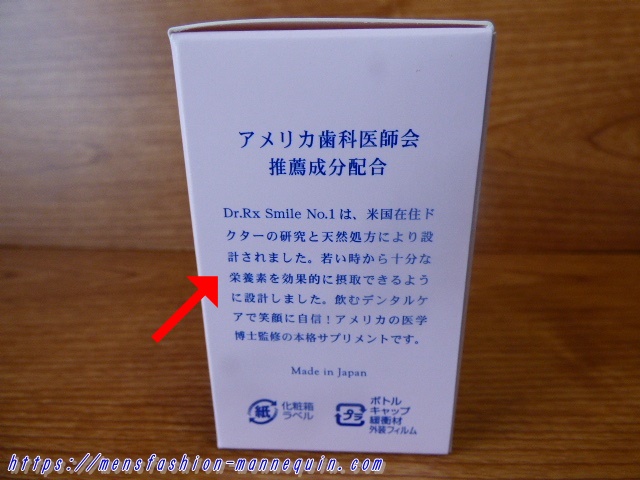 アメリカ歯科医師会
推薦成分配合
Dr.Rx Smile No.1は、米国在住ド
クターの研究と天然処方により設
計されました。若い時から十分な
栄養素を効果的に摂取できるよう
に設計しました。飲むデンタルケ
アで笑顔に自信！アメリカの医学
博士監修の本格サプリメントです。
Made in Japan
紙
化粧箱
ラベル
プラ
ボトル
キャップ
緩衝材
外装フィルム
https://mensfashion-mannequin.com/